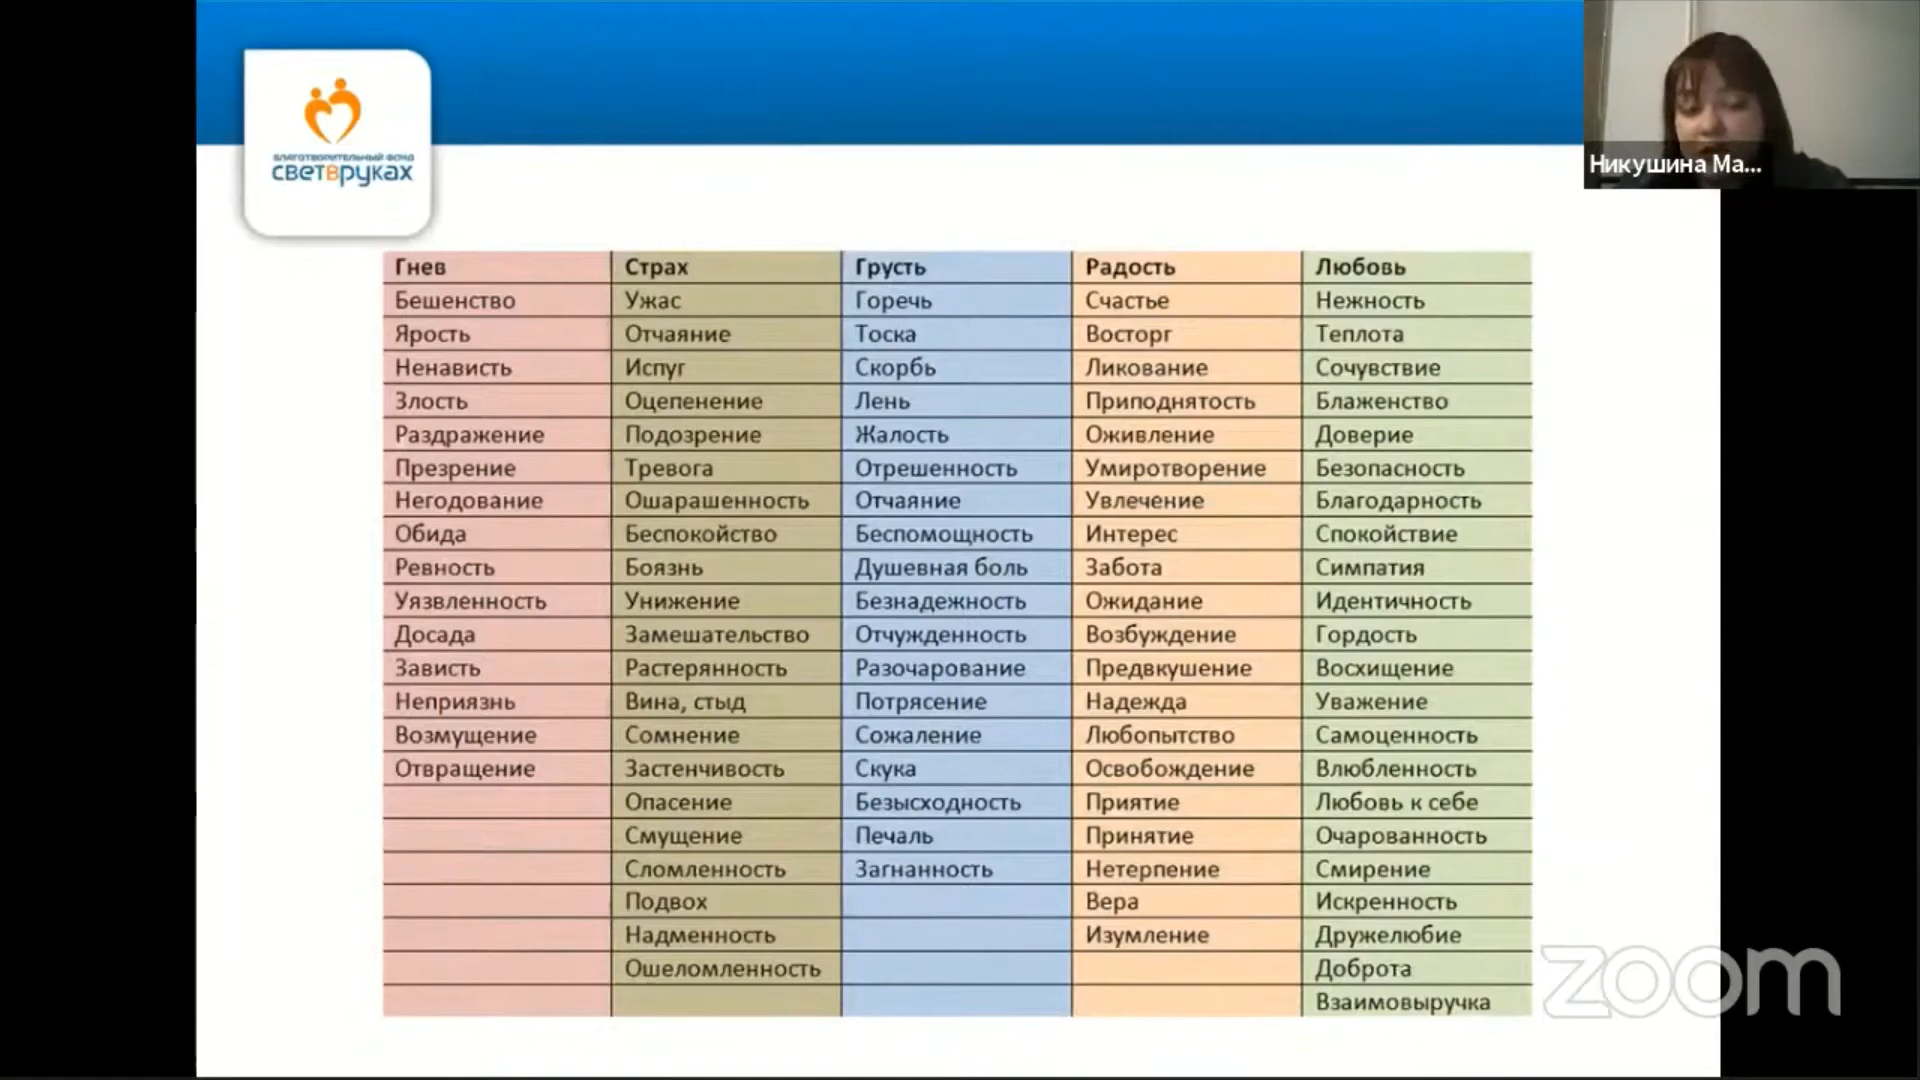 БЛАГОТВОРИТЕЛЬНЫЙ ФОНД
светвруках
Никушина Ма...
Гнев Страх Грусть Радость Любовь
Бешенство Ужас Горечь Счастье Нежность
Ярость Отчаяние Тоска Восторг Теплота
Ненависть Испуг Скорбь Ликование Сочувствие
Злость Оцепенение Лень Приподнятость Блаженство
Раздражение Подозрение Жалость Оживление Доверие
Презрение Тревога Отрешенность Умиротворение Безопасность
Негодование Ошарашенность Отчаяние Увлечение Благодарность
Обида Беспокойство Беспомощность Интерес Спокойствие
Ревность Боязнь Душевная боль Забота Симпатия
Уязвленность Унижение Безнадежность Ожидание Идентичность
Досада Замешательство Отчужденность Возбуждение Гордость
Зависть Растерянность Разочарование Предвкушение Восхищение
Неприязнь Вина, стыд Потрясение Надежда Уважение
Возмущение Сомнение Сожаление Любопытство Самоценность
Отвращение Застенчивость Скука Освобождение Влюбленность
Опасение Безысходность Приятие Любовь к себе
Смущение Печаль Принятие Очарованность
Сломленность Загнанность Нетерпение Смирение
Подвох Вера Искренность
Надменность Изумление Дружелюбие
Ошеломленность Доброта
Взаимовыручка
zoom